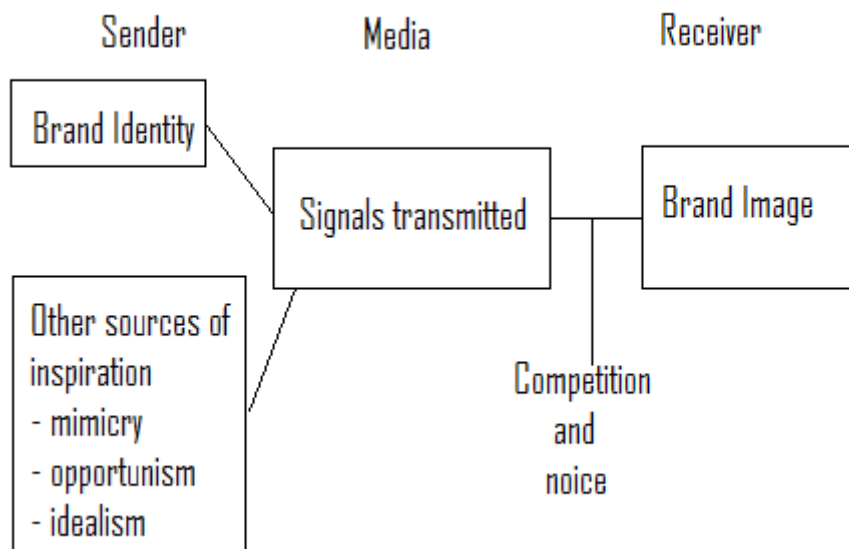 Sender
Media
Receiver
Brand Identity
Signals transmitted
Brand Image
Other sources of
inspiration
- mimicry
- opportunism
- idealism
Competition
and
noice